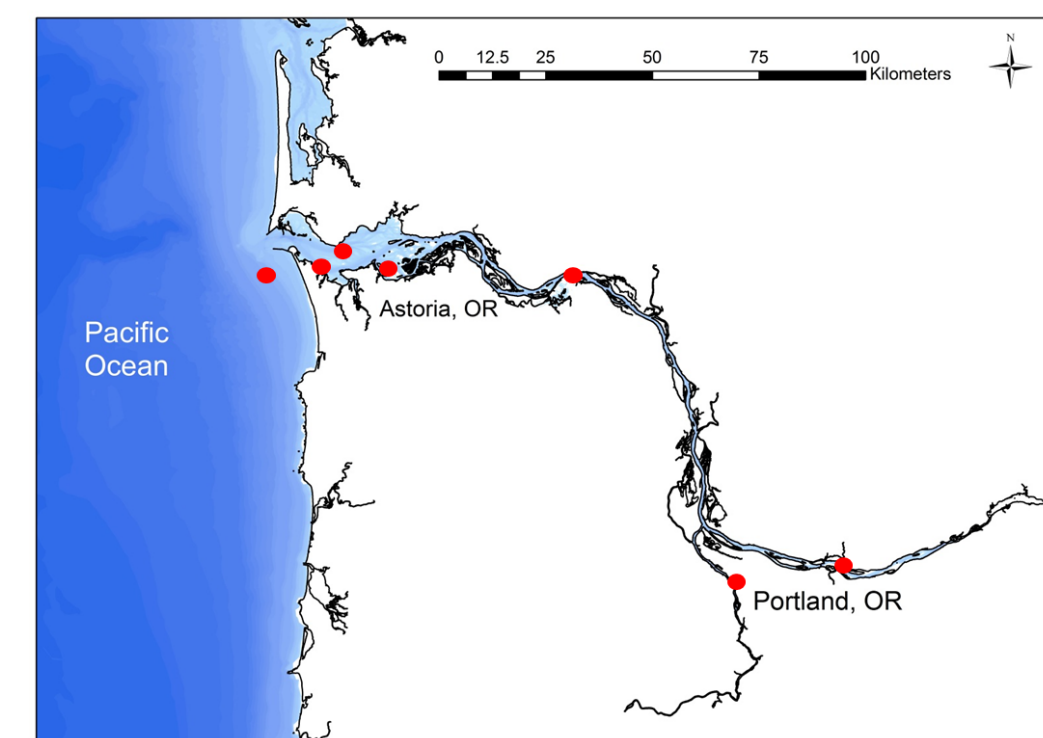 N
0 12.5 25 50 75 100
Kilometers
Astoria, OR
Pacific
Ocean
Portland, OR